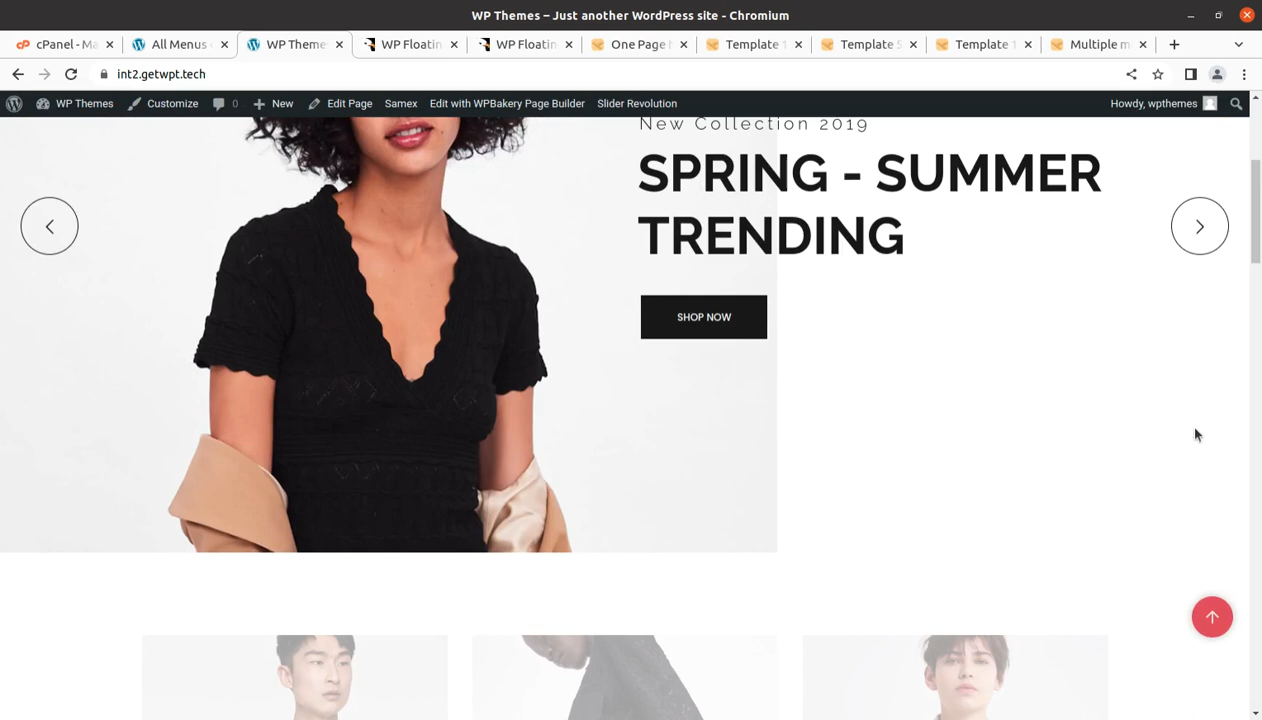 WP Themes – Just another WordPress site - Chromium
cPanel - Ma
All Menus
WP Theme
WP Floatin
WP Floatin
One Page
Template 1
Template
Template 1
Multiple m
int2.getwpt.tech
WP Themes
Customize
0
New
Edit Page
Samex
Edit with WPBakery Page Builder
Slider Revolution
Howdy, wpthemes
New Collection 2019
SPRING - SUMMER
TRENDING
SHOP NOW